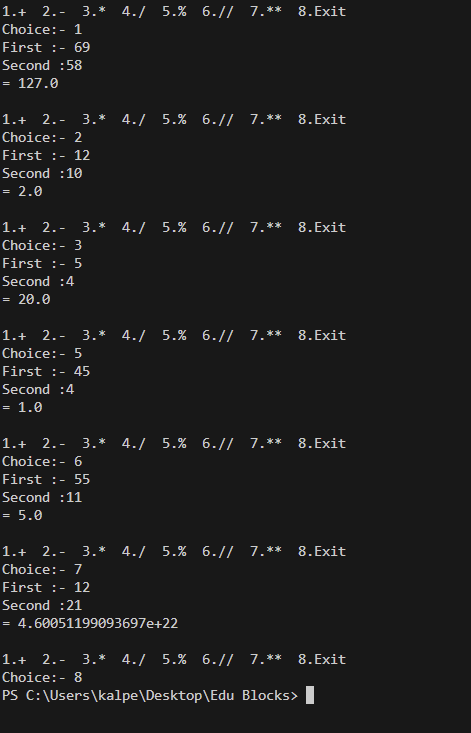 1.+  2.-  3.*  4./  5.%  6.//  7.**  8.Exit
Choice:- 1
First :- 69
Second :58
= 127.0

1.+  2.-  3.*  4./  5.%  6.//  7.**  8.Exit
Choice:- 2
First :- 12
Second :10
= 2.0

1.+  2.-  3.*  4./  5.%  6.//  7.**  8.Exit
Choice:- 3
First :- 5
Second :4
= 20.0

1.+  2.-  3.*  4./  5.%  6.//  7.**  8.Exit
Choice:- 5
First :- 45
Second :4
= 1.0

1.+  2.-  3.*  4./  5.%  6.//  7.**  8.Exit
Choice:- 6
First :- 55
Second :11
= 5.0

1.+  2.-  3.*  4./  5.%  6.//  7.**  8.Exit
Choice:- 7
First :- 12
Second :21
= 4.60051199093697e+22

1.+  2.-  3.*  4./  5.%  6.//  7.**  8.Exit
Choice:- 8
PS C:\Users\kalpe\Desktop\Edu Blocks>